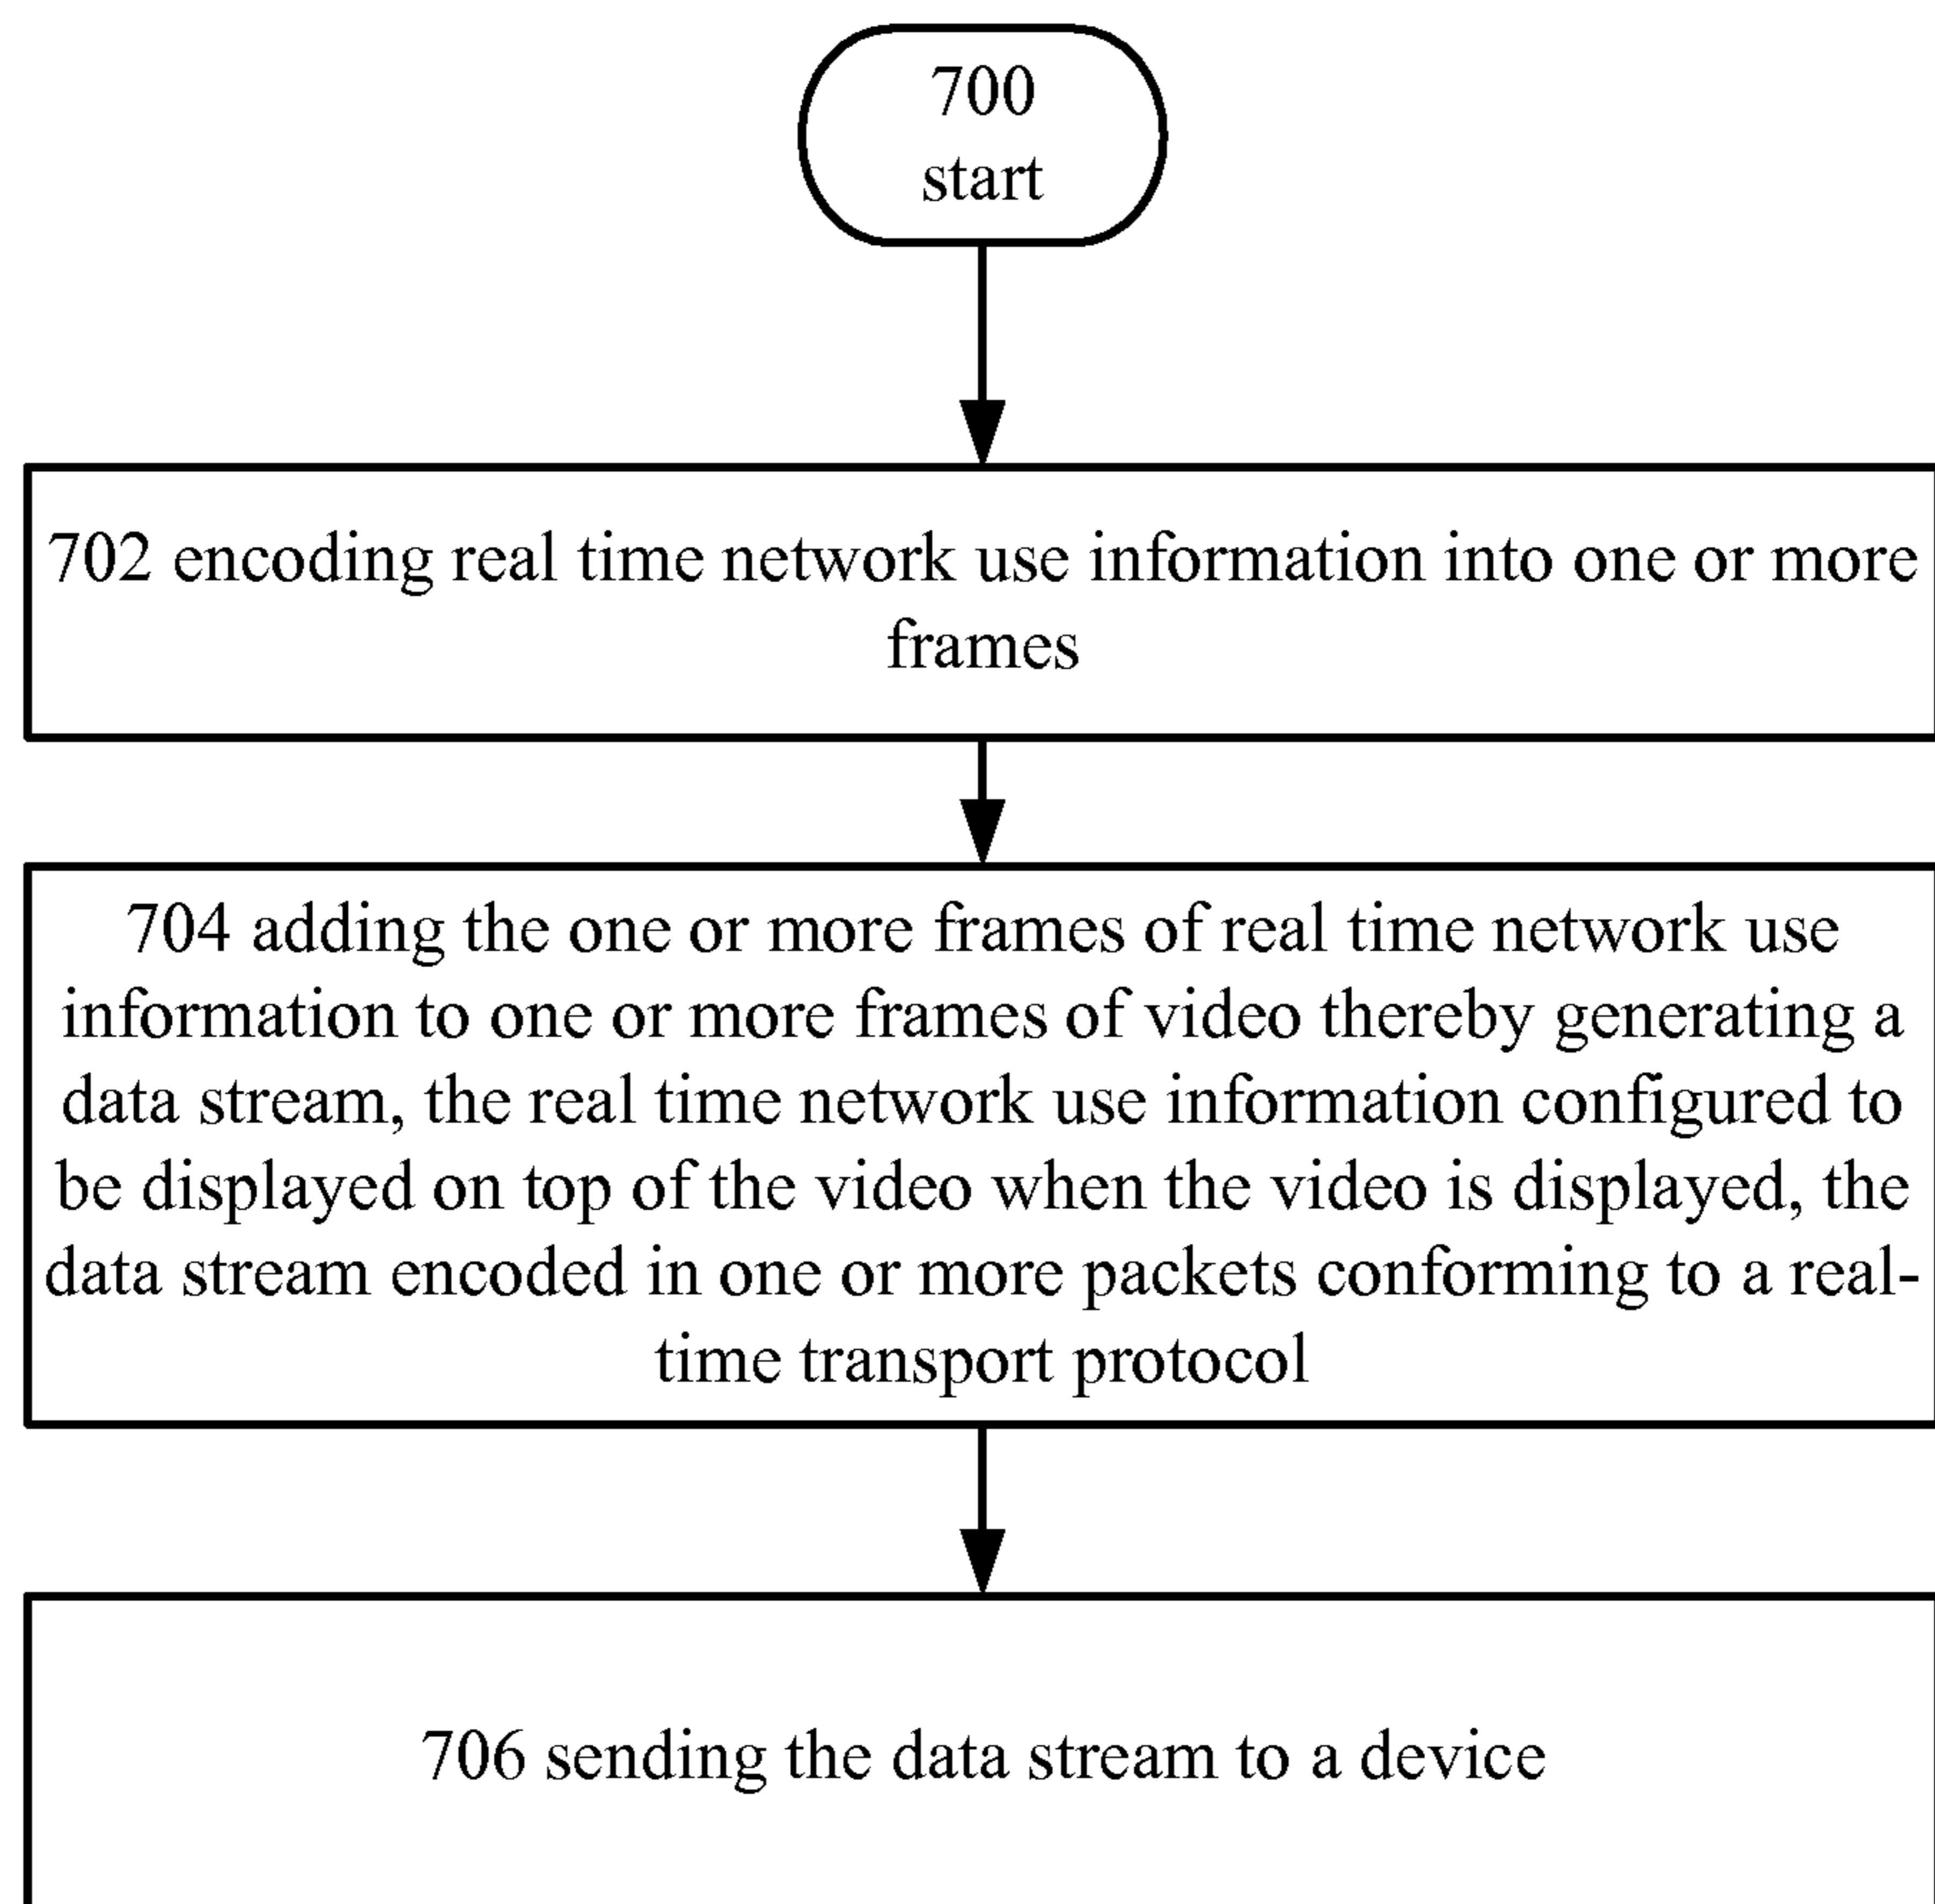 700
start
702 encoding real time network use information into one or more
frames
704 adding the one or more frames of real time network use
information to one or more frames of video thereby generating a
data stream, the real time network use information configured to
be displayed on top of the video when the video is displayed, the
data stream encoded in one or more packets conforming to a real-
time transport protocol
706 sending the data stream to a device